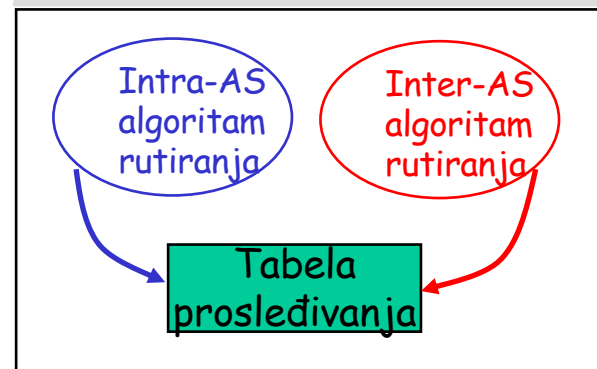 Intra-AS
algoritam
rutiranja
Inter-AS
algoritam
rutiranja
Tabela
prosleđivanja